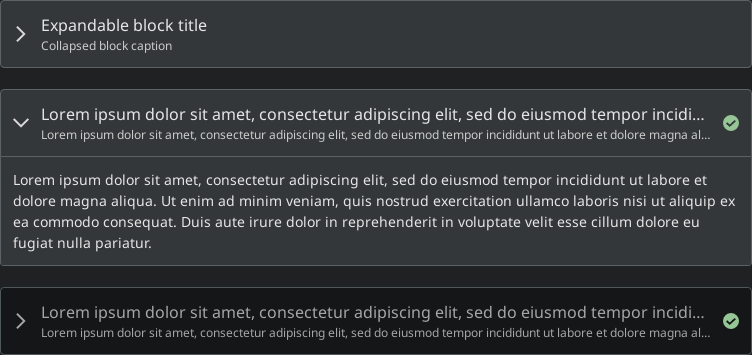 Expandable block title
Collapsed block caption
Lorem ipsum dolor sit amet, consectetur adipiscing elit, sed do eiusmod tempor incidi...
Lorem ipsum dolor sit amet, consectetur adipiscing elit, sed do eiusmod tempor incididunt ut labore et dolore magna al...
Lorem ipsum dolor sit amet, consectetur adipiscing elit, sed do eiusmod tempor incididunt ut labore et
dolore magna aliqua. Ut enim ad minim veniam, quis nostrud exercitation ullamco laboris nisi ut aliquip ex
ea commodo consequat. Duis aute irure dolor in reprehenderit in voluptate velit esse cillum dolore eu
fugiat nulla pariatur.
Lorem ipsum dolor sit amet, consectetur adipiscing elit, sed do eiusmod tempor incidi...
Lorem ipsum dolor sit amet, consectetur adipiscing elit, sed do eiusmod tempor incididunt ut labore et dolore magna al...